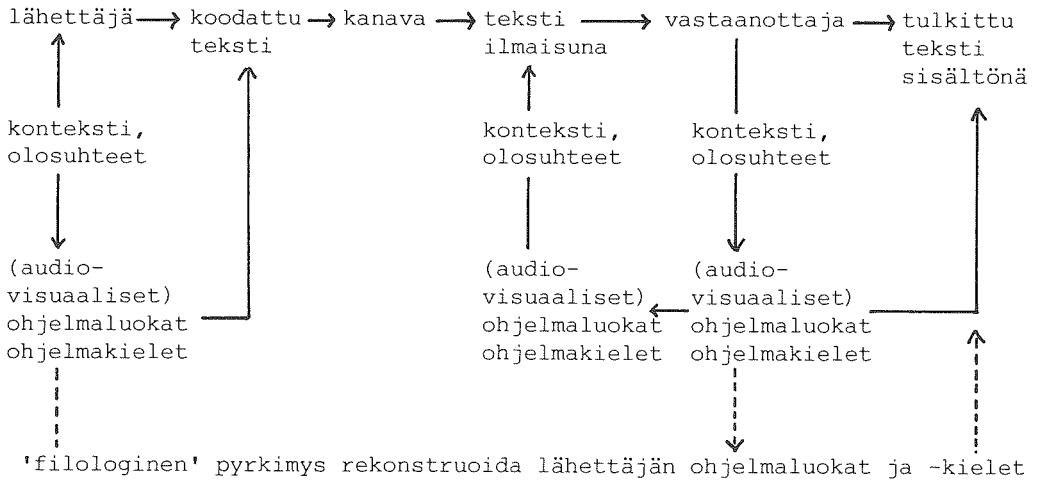 lähettäjä koodattu kanava teksti vastaanottaja tulkittu
teksti ilmaisuna teksti
sisältönä
konteksti, konteksti, konteksti,
olosuhteet olosuhteet olosuhteet
(audio- (audio- (audio-
visuaaliset) visuaaliset) visuaaliset)
ohjelmaluokat ohjelmaluokat ohjelmaluokat
ohjelmakielet ohjelmakielet ohjelmakielet
'filologinen' pyrkimys rekonstruoida lähettäjän ohjelmaluokat ja -kielet